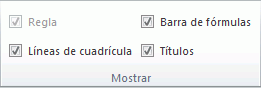 Regla Barra de fórmulas
Líneas de cuadrícula Títulos
Mostrar